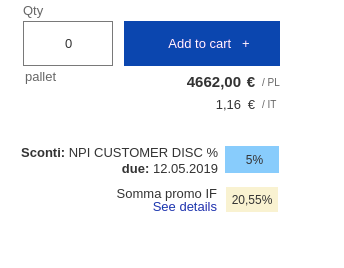 Qty
0
Add to cart +
pallet
4662,00 € / PL
1,16 € / IT
Sconti: NPI CUSTOMER DISC % 5%
due: 12.05.2019
Somma promo IF 20,55%
See details